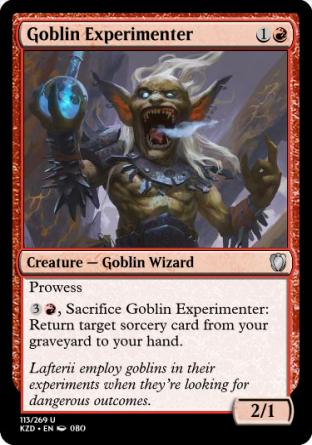 Goblin Experimenter 1
Creature — Goblin Wizard
Prowess
3, Sacrifice Goblin Experimenter:
Return target sorcery card from your
graveyard to your hand.
Lafterii employ goblins in their
experiments when they're looking for
dangerous outcomes.
2/1
113/269 U
KZD • EN OBO